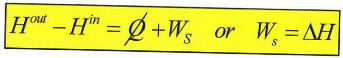 H^out − H^in = Q̸ + W_S or W_s = ΔH